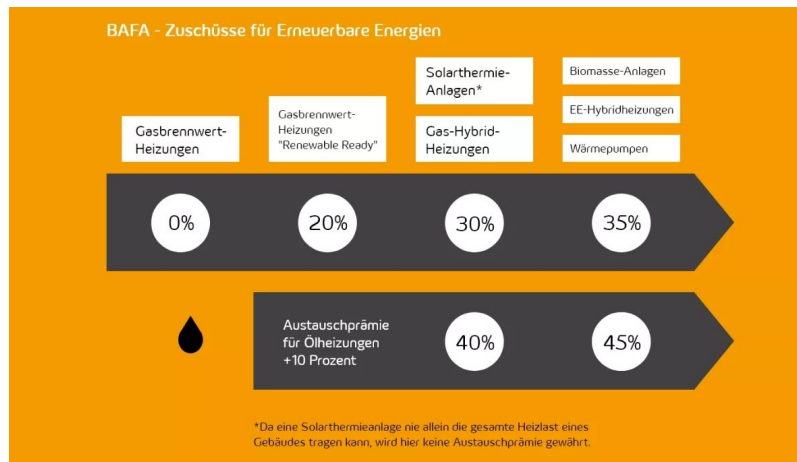 BAFA - Zuschüsse für Erneuerbare Energien
Gasbrennwert-
Heizungen
Gasbrennwert-
Heizungen
"Renewable Ready"
Solarthermie-
Anlagen*
Gas-Hybrid-
Heizungen
Biomasse-Anlagen
EE-Hybridheizungen
Wärmepumpen
0%
20%
30%
35%
Austauschprämie
für Ölheizungen
+10 Prozent
40%
45%
*Da eine Solarthermieanlage nie allein die gesamte Heizlast eines
Gebäudes tragen kann, wird hier keine Austauschprämie gewährt.